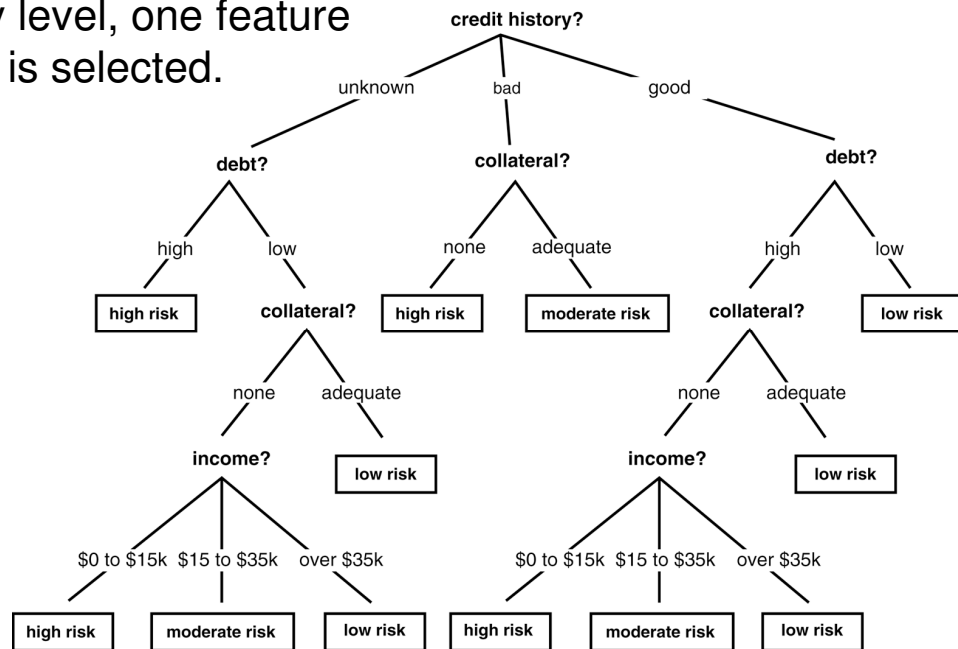 y level, one feature
is selected.
credit history?
unknown bad good
debt? collateral? debt?
high low none adequate high low
high risk collateral? high risk moderate risk collateral? low risk
none adequate none adequate
income? low risk income? low risk
$0 to $15k $15 to $35k over $35k $0 to $15k $15 to $35k over $35k
high risk moderate risk low risk high risk moderate risk low risk